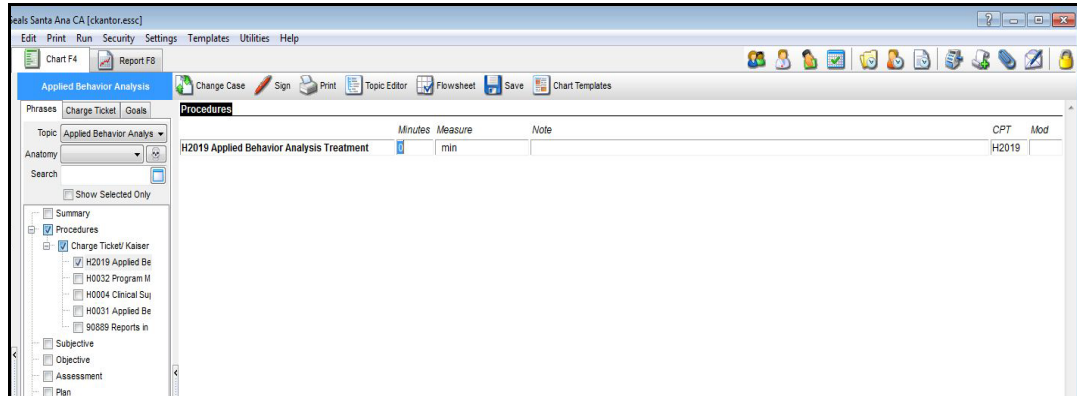 Seals Santa Ana CA [ckantor.essc]
Edit Print Run Security Settings Templates Utilities Help
Chart F4 Report F8
Applied Behavior Analysis Change Case Sign Print Topic Editor Flowsheet Save Chart Templates
Phrases Charge Ticket Goals
Procedures
Topic Applied Behavior Analys
Minutes Measure Note CPT Mod
Anatomy
H2019 Applied Behavior Analysis Treatment 0 min H2019
Search
Show Selected Only
Summary
Procedures
Charge Ticket/ Kaiser
H2019 Applied Be
H0032 Program M
H0004 Clinical Su
H0031 Applied Be
90889 Reports in
Subjective
Objective
Assessment
Plan